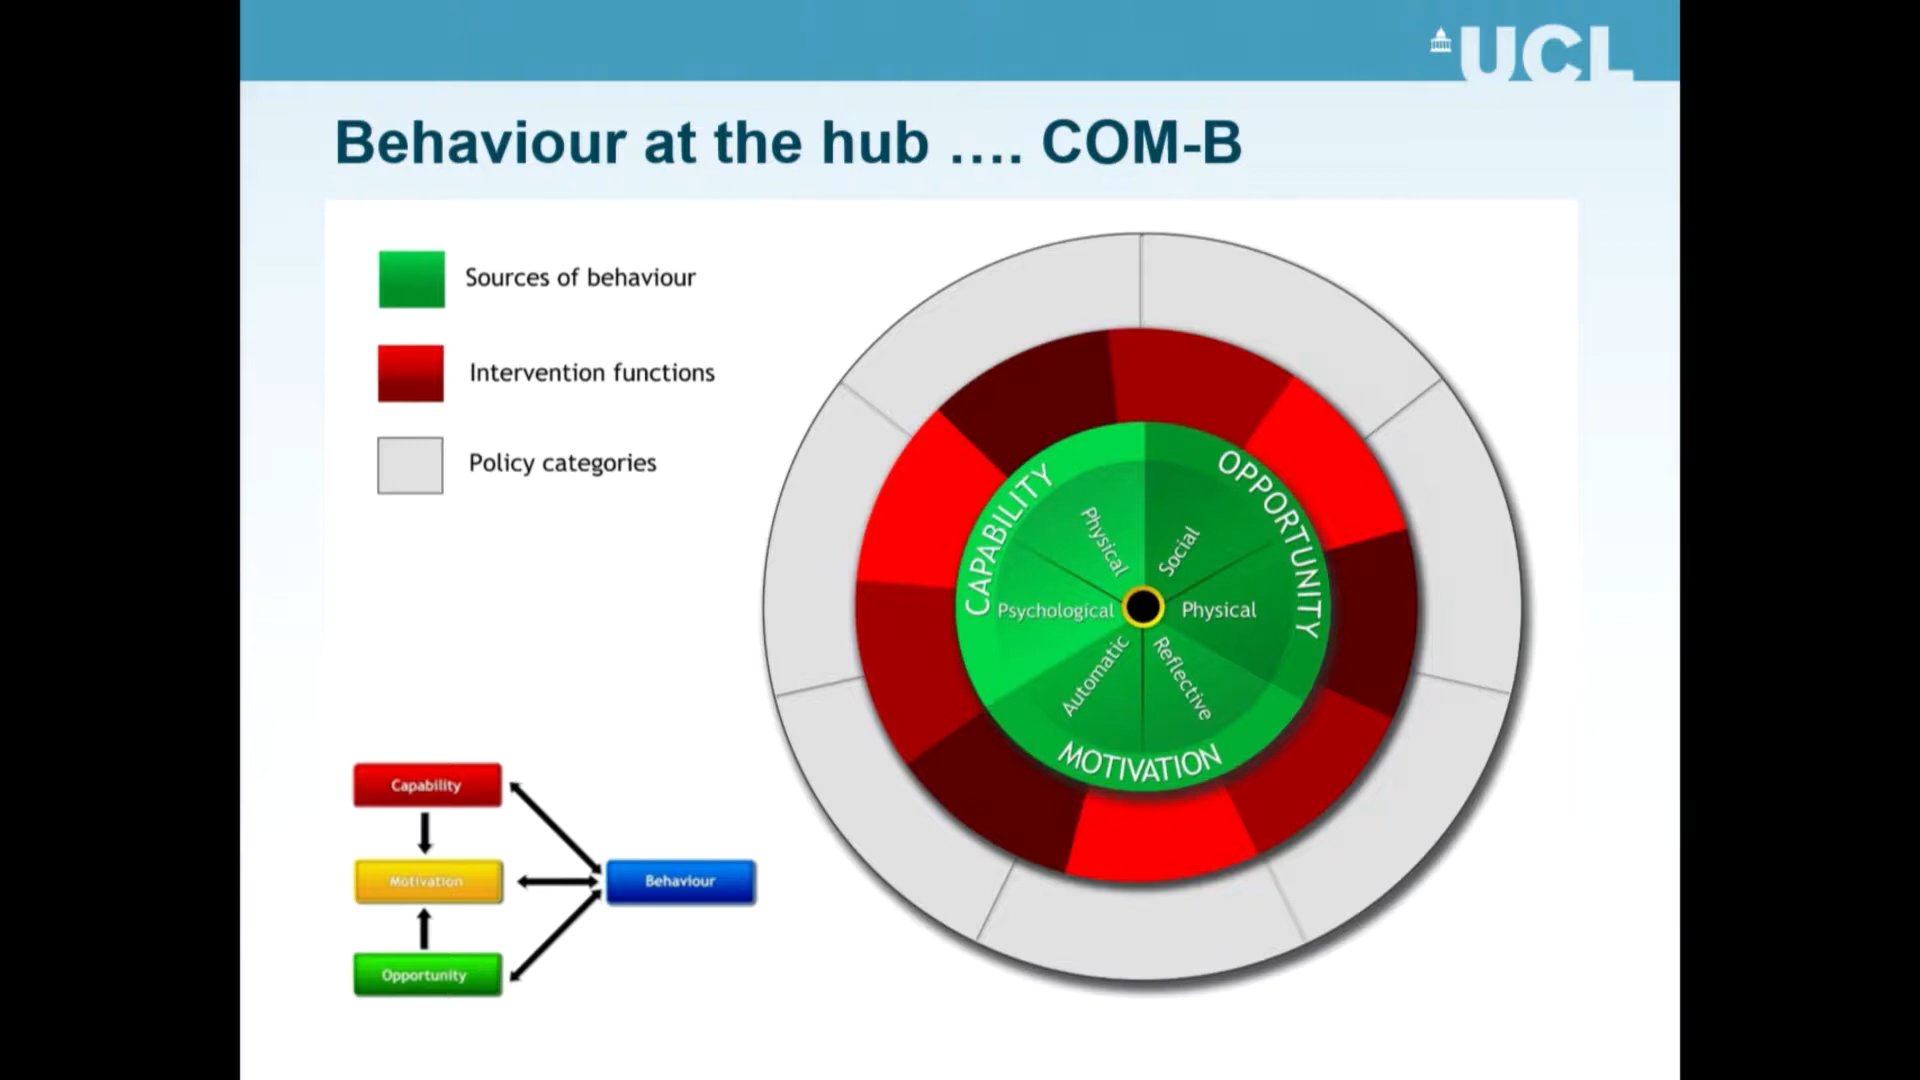 UCL
Behaviour at the hub .... COM-B
Sources of behaviour
Intervention functions
Policy categories
CAPABILITY
OPPORTUNITY
MOTIVATION
Physical
Social
Psychological
Physical
Automatic
Reflective
Capability
Motivation
Behaviour
Opportunity